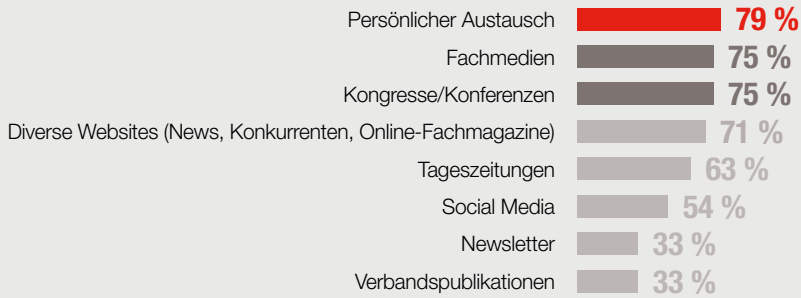 Persönlicher Austausch 79 %
Fachmedien 75 %
Kongresse/Konferenzen 75 %
Diverse Websites (News, Konkurrenten, Online-Fachmagazine) 71 %
Tageszeitungen 63 %
Social Media 54 %
Newsletter 33 %
Verbandspublikationen 33 %